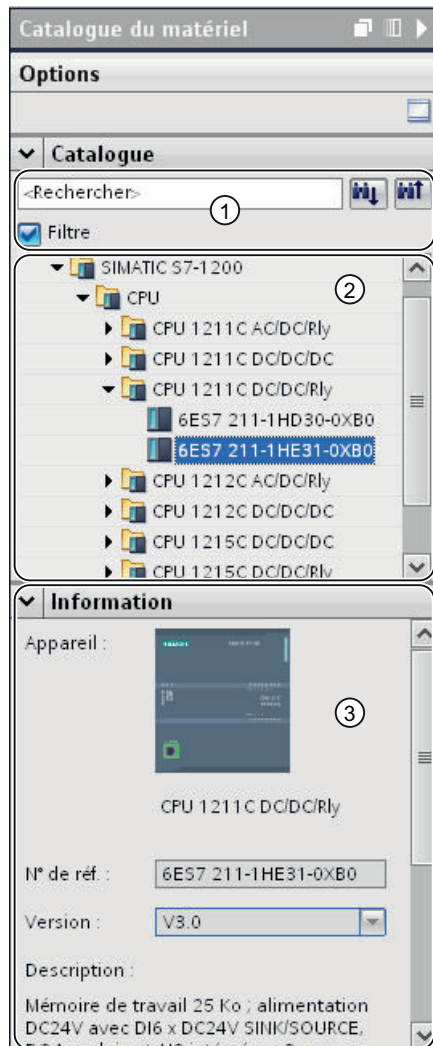 Catalogue du matériel
Options
Catalogue
<Rechercher>
1
Filtre
2
SIMATIC S7-1200
CPU
CPU 1211C AC/DC/Rly
CPU 1211C DC/DC/DC
CPU 1211C DC/DC/Rly
6ES7 211-1HD30-0XB0
6ES7 211-1HE31-0XB0
CPU 1212C AC/DC/Rly
CPU 1212C DC/DC/DC
CPU 1215C DC/DC/DC
CPU 1215C DC/DC/Rly
Information
Appareil :
SIEMENS
3
CPU 1211C DC/DC/Rly
N° de réf. :
6ES7 211-1HE31-0XB0
Version :
V3.0
Description :
Mémoire de travail 25 Ko ; alimentation
DC24V avec DI6 x DC24V SINK/SOURCE,